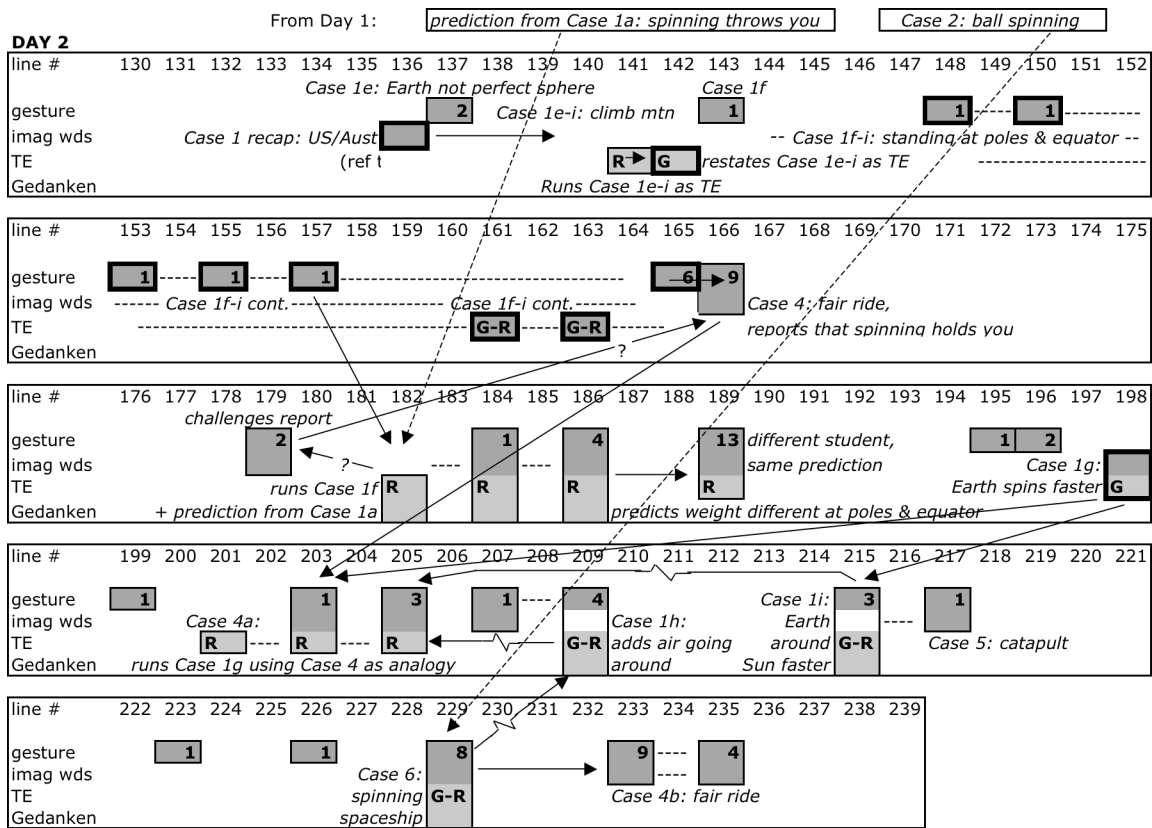 From Day 1: prediction from Case 1a: spinning throws you Case 2: ball spinning
DAY 2
line # 130 131 132 133 134 135 136 137 138 139 140 141 142 143 144 145 146 147 148 149 150 151 152
Case 1e: Earth not perfect sphere Case 1f
gesture 2 Case 1e-i: climb mtn 1 1 1
imag wds Case 1 recap: US/Aust Case 1f-i: standing at poles & equator
TE (ref t R G restates Case 1e-i as TE
Gedanken Runs Case 1e-i as TE
line # 153 154 155 156 157 158 159 160 161 162 163 164 165 166 167 168 169 170 171 172 173 174 175
gesture 1 1 1 6 9
imag wds Case 1f-i cont. Case 1f-i cont. Case 4: fair ride,
TE G-R G-R reports that spinning holds you
Gedanken ?
line # 176 177 178 179 180 181 182 183 184 185 186 187 188 189 190 191 192 193 194 195 196 197 198
challenges report
gesture 2 1 4 13 different student, 1 2
imag wds ? same prediction Case 1g:
TE runs Case 1f R R R R Earth spins faster G
Gedanken + prediction from Case 1a predicts weight different at poles & equator
line # 199 200 201 202 203 204 205 206 207 208 209 210 211 212 213 214 215 216 217 218 219 220 221
gesture 1 1 3 1 4 Case 1i: 3 1
imag wds Case 4a: Case 1h: Earth
TE R R R G-R adds air going around G-R Case 5: catapult
Gedanken runs Case 1g using Case 4 as analogy around Sun faster
line # 222 223 224 225 226 227 228 229 230 231 232 233 234 235 236 237 238 239
gesture 1 1 8 9 4
imag wds Case 6:
TE spinning G-R Case 4b: fair ride
Gedanken spaceship